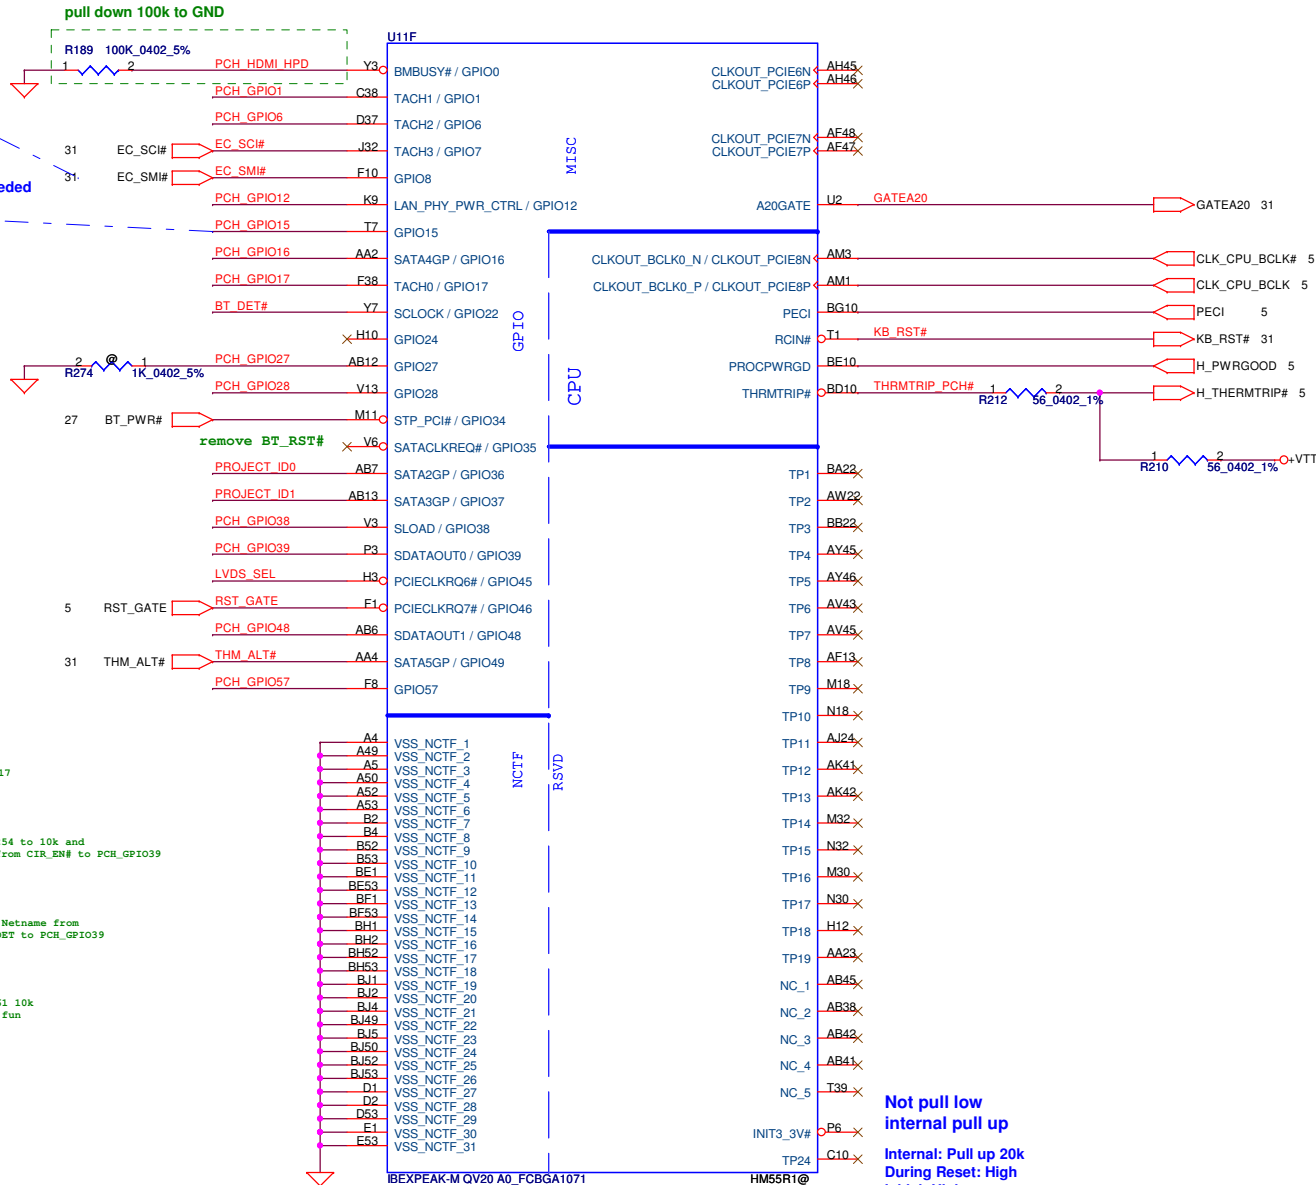 pull down 100k to GND
U11F
R189 100K_0402_5%
1 2 PCH_HDMI_HPD Y3 BMBUSY# / GPIO0
PCH_GPIO1 C38 TACH1 / GPIO1
PCH_GPIO6 D37 TACH2 / GPIO6
31 EC_SCI# EC_SCI# J32 TACH3 / GPIO7
31 EC_SMI# EC_SMI# F10 GPIO8
eded
PCH_GPIO12 K9 LAN_PHY_PWR_CTRL / GPIO12
PCH_GPIO15 T7 GPIO15
PCH_GPIO16 AA2 SATA4GP / GPIO16
PCH_GPIO17 F38 TACH0 / GPIO17
BT_DET# Y7 SCLOCK / GPIO22
H10 GPIO24
2 @ 1 PCH_GPIO27 AB12 GPIO27
R274 1K_0402_5%
PCH_GPIO28 V13 GPIO28
27 BT_PWR# M11 STP_PCI# / GPIO34
remove BT_RST# V6 SATACLKREQ# / GPIO35
PROJECT_ID0 AB7 SATA2GP / GPIO36
PROJECT_ID1 AB13 SATA3GP / GPIO37
PCH_GPIO38 V3 SLOAD / GPIO38
PCH_GPIO39 P3 SDATAOUT0 / GPIO39
LVDS_SEL H3 PCIECLKRQ6# / GPIO45
5 RST_GATE RST_GATE F1 PCIECLKRQ7# / GPIO46
PCH_GPIO48 AB6 SDATAOUT1 / GPIO48
31 THM_ALT# THM_ALT# AA4 SATA5GP / GPIO49
PCH_GPIO57 F8 GPIO57
A4 VSS_NCTF_1
A49 VSS_NCTF_2
A5 VSS_NCTF_3
A50 VSS_NCTF_4
A52 VSS_NCTF_5
A53 VSS_NCTF_6
B2 VSS_NCTF_7
B4 VSS_NCTF_8
B52 VSS_NCTF_9
B53 VSS_NCTF_10
BE1 VSS_NCTF_11
BE53 VSS_NCTF_12
BF1 VSS_NCTF_13
BF53 VSS_NCTF_14
BH1 VSS_NCTF_15
BH2 VSS_NCTF_16
BH52 VSS_NCTF_17
BH53 VSS_NCTF_18
BJ1 VSS_NCTF_19
BJ2 VSS_NCTF_20
BJ4 VSS_NCTF_21
BJ49 VSS_NCTF_22
BJ5 VSS_NCTF_23
BJ50 VSS_NCTF_24
BJ52 VSS_NCTF_25
BJ53 VSS_NCTF_26
D1 VSS_NCTF_27
D2 VSS_NCTF_28
D53 VSS_NCTF_29
E1 VSS_NCTF_30
E53 VSS_NCTF_31
17
54 to 10k and
rom CIR_EN# to PCH_GPIO39
Netname from
ET to PCH_GPIO39
51 10k
fun
MISC
GPIO
CPU
NCTF
RSVD
CLKOUT_PCIE6N AH45
CLKOUT_PCIE6P AH46
CLKOUT_PCIE7N AF48
CLKOUT_PCIE7P AF47
A20GATE U2 GATEA20 GATEA20 31
CLKOUT_BCLK0_N / CLKOUT_PCIE8N AM3 CLK_CPU_BCLK# 5
CLKOUT_BCLK0_P / CLKOUT_PCIE8P AM1 CLK_CPU_BCLK 5
PECI BG10 PECI 5
RCIN# T1 KB_RST# KB_RST# 31
PROCPWRGD BE10 H_PWRGOOD 5
THRMTRIP# BD10 THRMTRIP_PCH# 1 2 H_THERMTRIP# 5
R212 56_0402_1%
1 2 +VTT
R210 56_0402_1%
TP1 BA22
TP2 AW22
TP3 BB22
TP4 AY45
TP5 AY46
TP6 AV43
TP7 AV45
TP8 AF13
TP9 M18
TP10 N18
TP11 AJ24
TP12 AK41
TP13 AK42
TP14 M32
TP15 N32
TP16 M30
TP17 N30
TP18 H12
TP19 AA23
NC_1 AB45
NC_2 AB38
NC_3 AB42
NC_4 AB41
NC_5 T39
INIT3_3V# P6
TP24 C10
Not pull low
internal pull up
Internal: Pull up 20k
During Reset: High
IBEXPEAK-M QV20 A0_FCBGA1071 HM55R1@